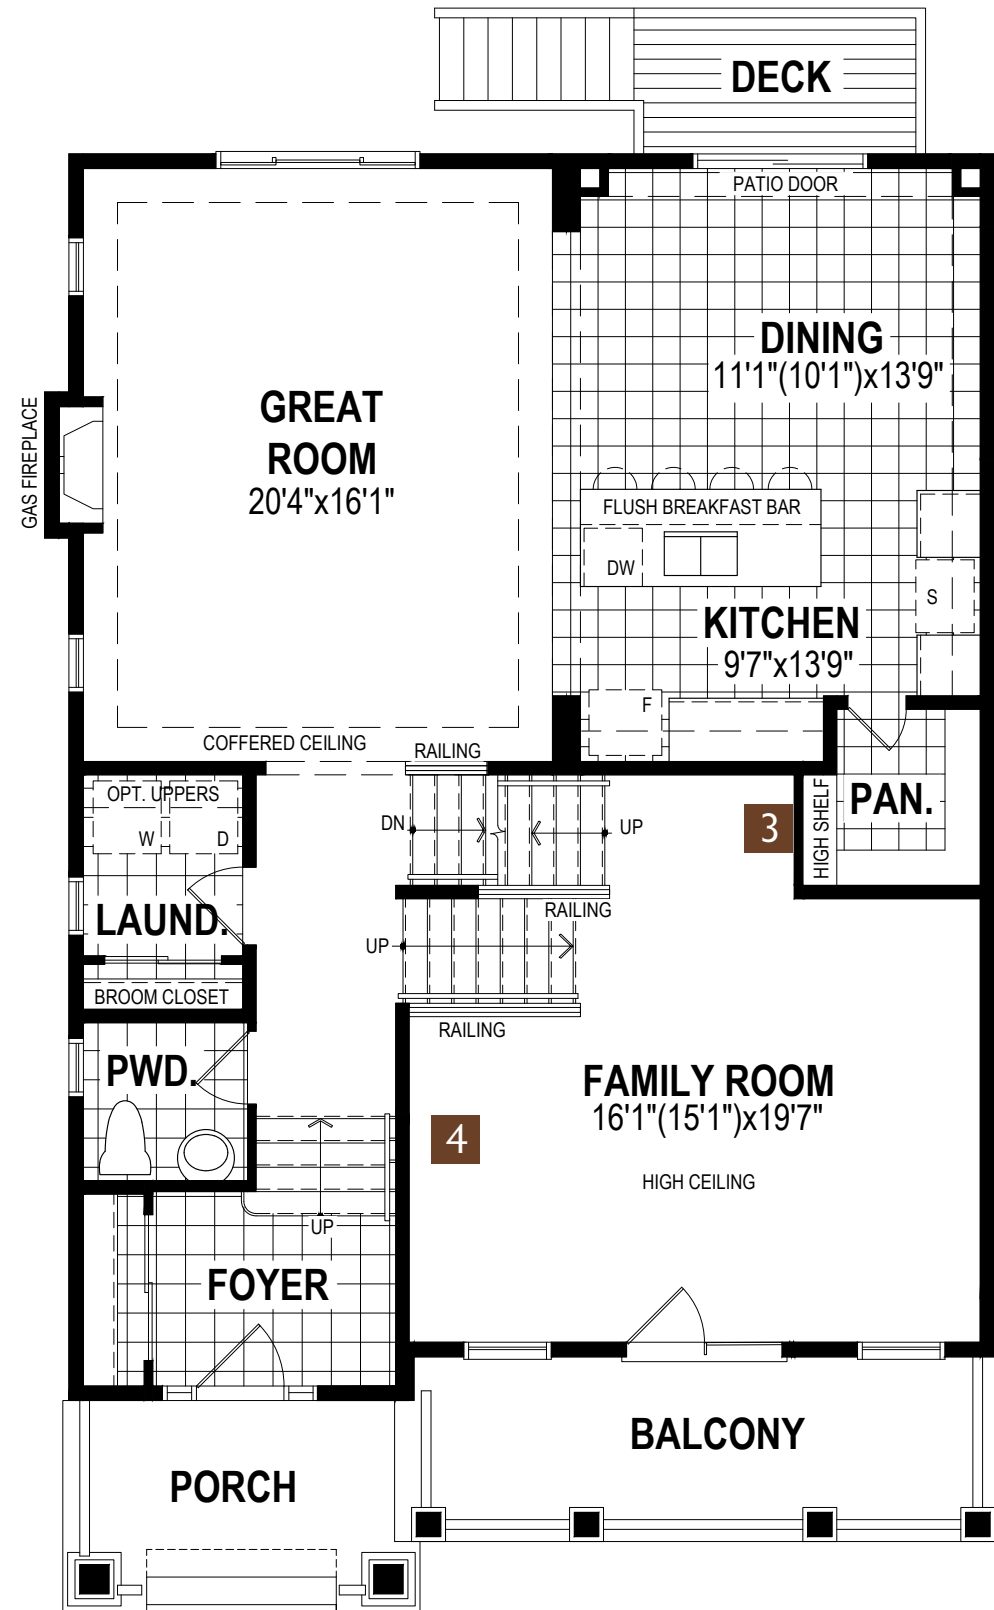 DECK
PATIO DOOR
DINING
11'1"(10'1")x13'9"
GREAT
ROOM
20'4"x16'1"
GAS FIREPLACE
FLUSH BREAKFAST BAR
DW
S
KITCHEN
9'7"x13'9"
F
COFFERED CEILING
RAILING
OPT. UPPERS
W
D
DN
UP
3
HIGH SHELF
PAN.
LAUND.
RAILING
UP
BROOM CLOSET
RAILING
PWD.
FAMILY ROOM
16'1"(15'1")x19'7"
4
HIGH CEILING
UP
FOYER
BALCONY
PORCH